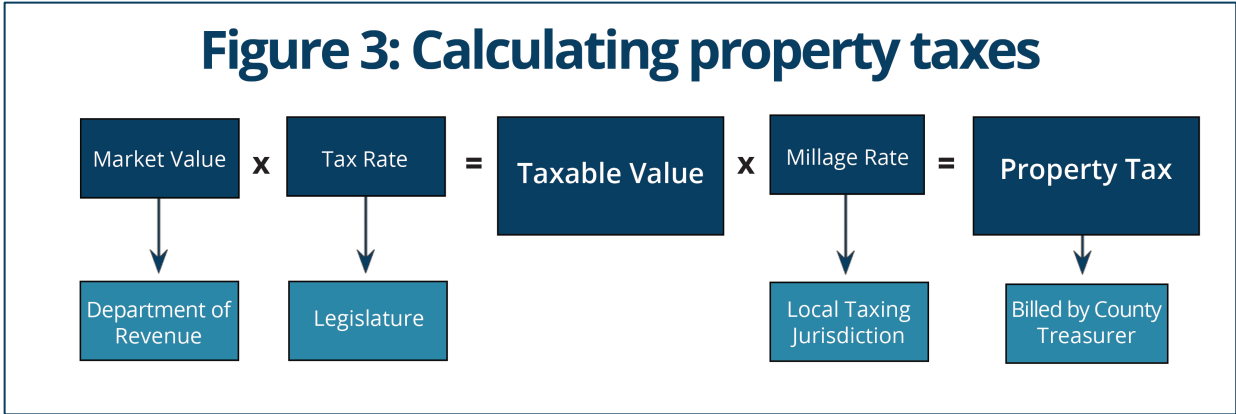 Figure 3: Calculating property taxes
Market Value x Tax Rate = Taxable Value x Millage Rate = Property Tax
Department of
Revenue
Legislature
Local Taxing
Jurisdiction
Billed by County
Treasurer